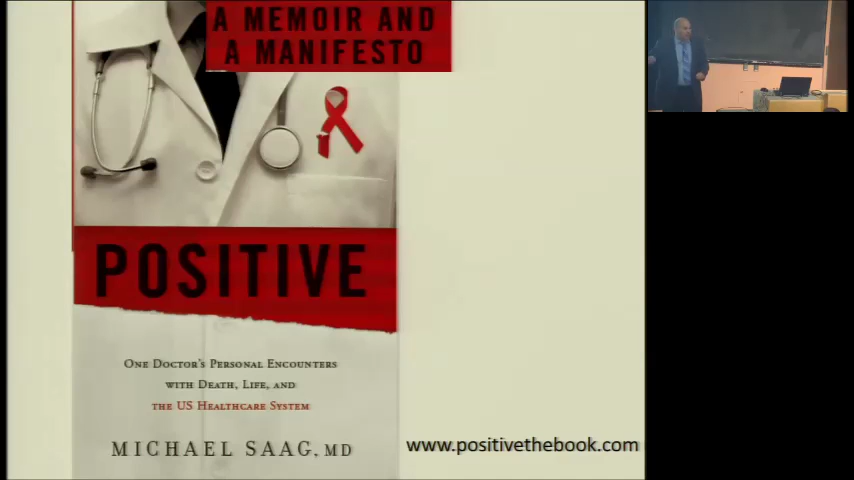 A MEMOIR AND
A MANIFESTO
POSITIVE
ONE DOCTOR'S PERSONAL ENCOUNTERS
WITH DEATH, LIFE, AND
THE US HEALTHCARE SYSTEM
MICHAEL SAAG, MD
www.positivethebook.com